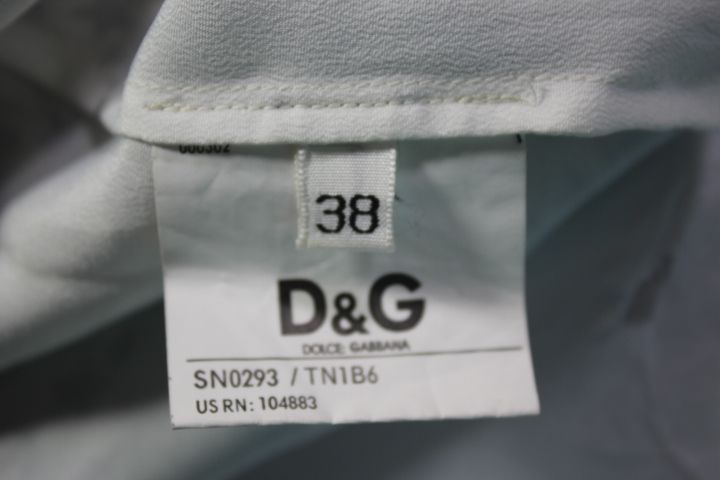 38
D&G
DOLCE & GABBANA
SN0293 / TN1B6
US RN: 104883